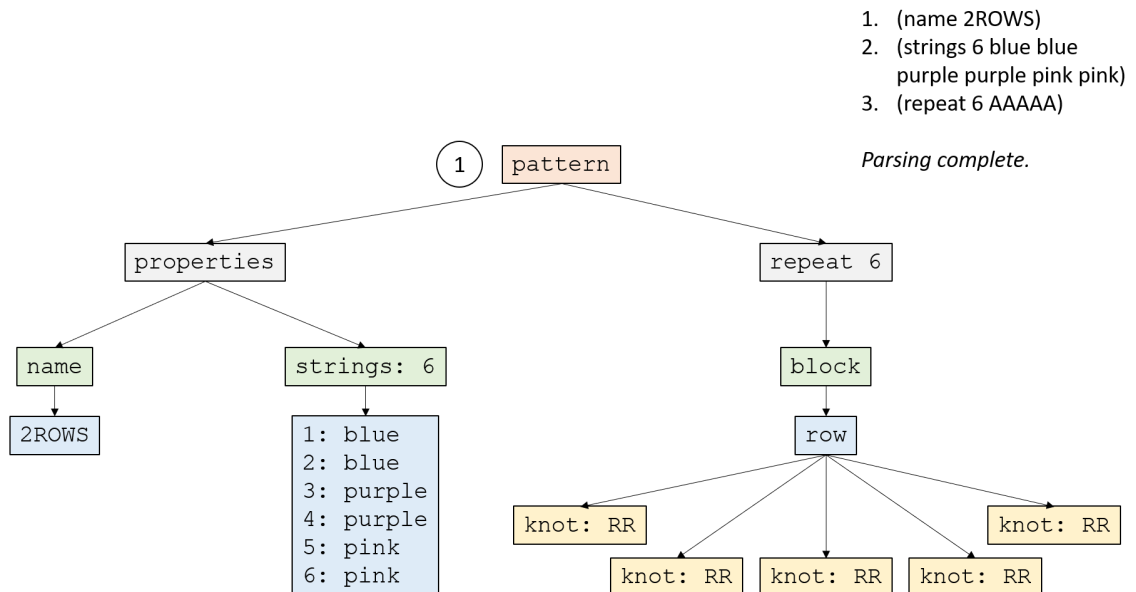 1. (name 2ROWS)
2. (strings 6 blue blue
purple purple pink pink)
3. (repeat 6 AAAAA)
Parsing complete.
1
pattern
properties
repeat 6
name
strings: 6
block
2ROWS
1: blue
2: blue
3: purple
4: purple
5: pink
6: pink
row
knot: RR
knot: RR
knot: RR
knot: RR
knot: RR